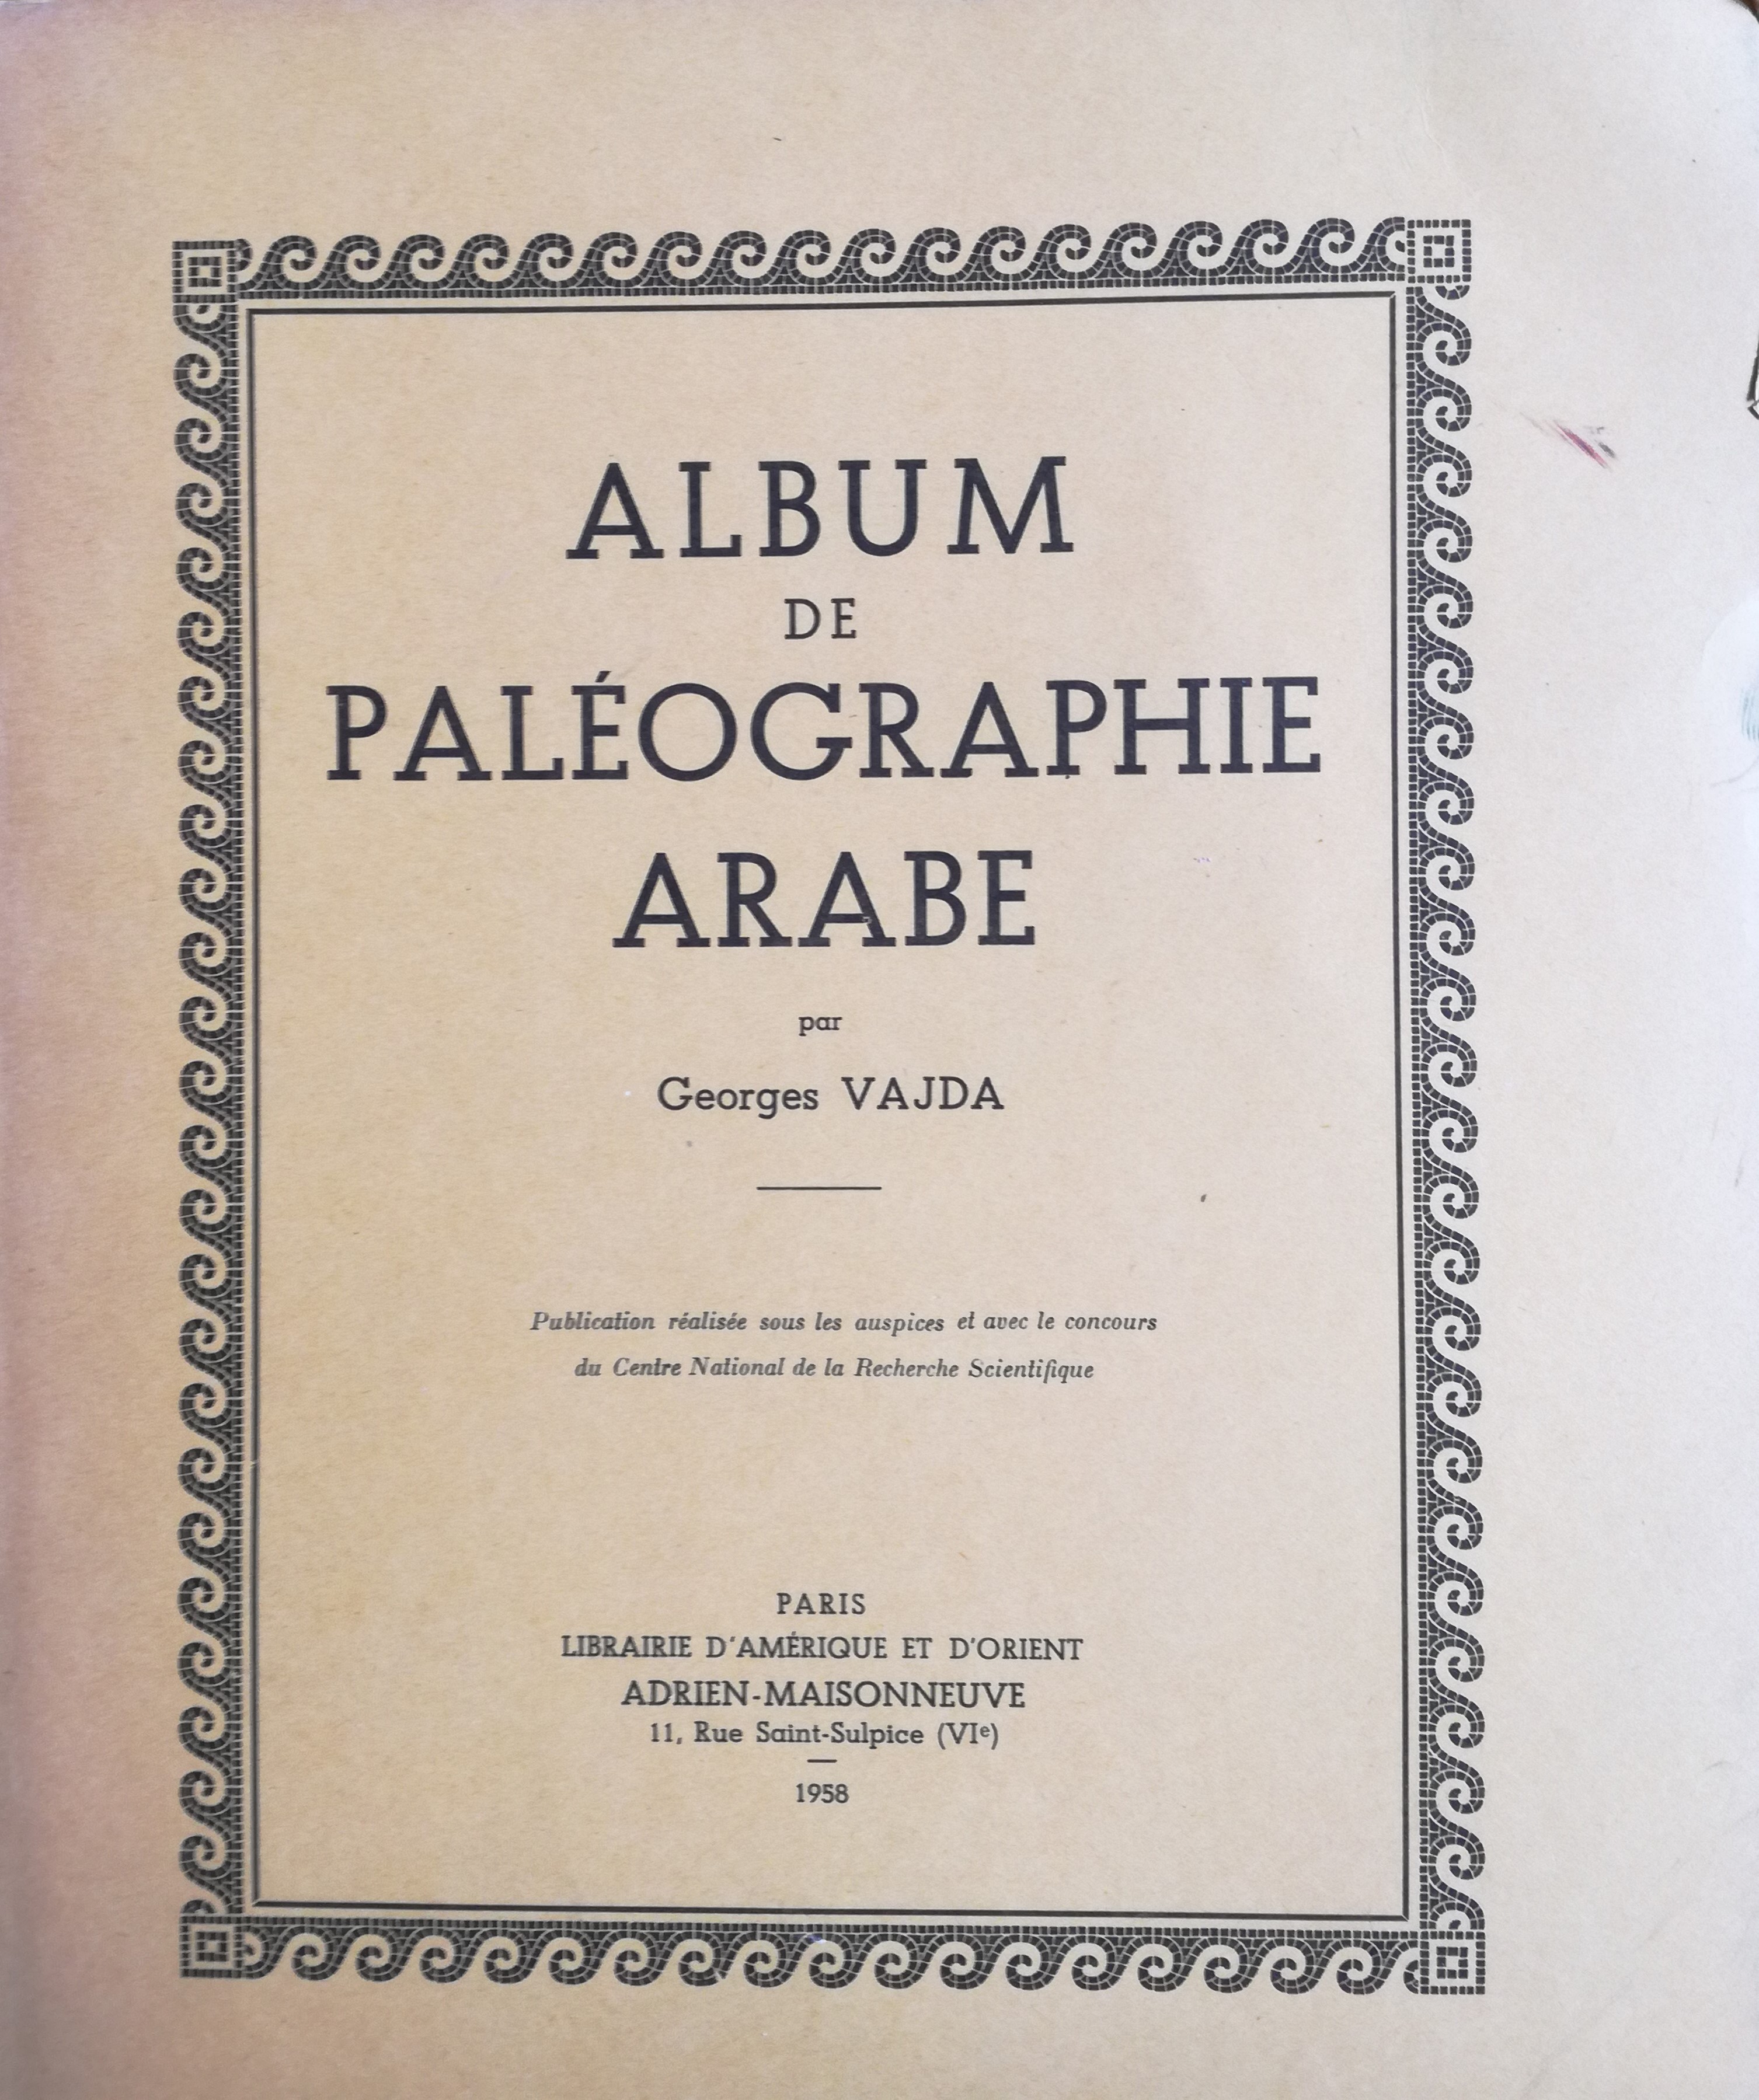 ALBUM
DE
PALÉOGRAPHIE
ARABE
par
Georges VAJDA
Publication réalisée sous les auspices et avec le concours
du Centre National de la Recherche Scientifique
PARIS
LIBRAIRIE D'AMÉRIQUE ET D'ORIENT
ADRIEN-MAISONNEUVE
11, Rue Saint-Sulpice (VIe)
1958